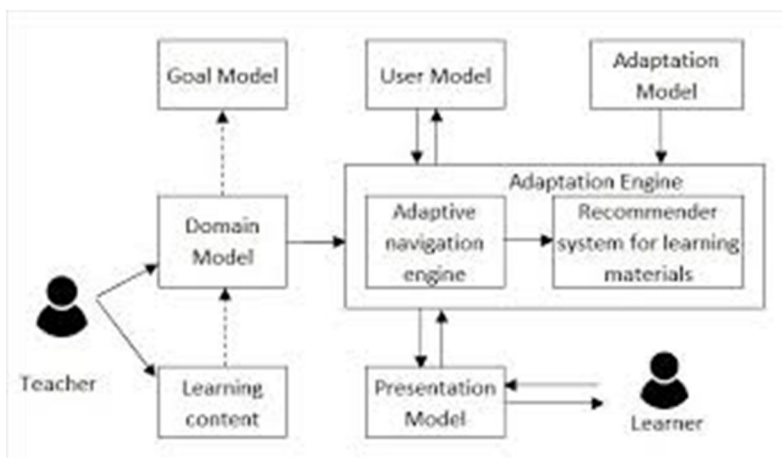 Goal Model
User Model
Adaptation
Model
Adaptation Engine
Domain
Model
Adaptive
navigation
engine
Recommender
system for learning
materials
Teacher
Learning
content
Presentation
Model
Learner